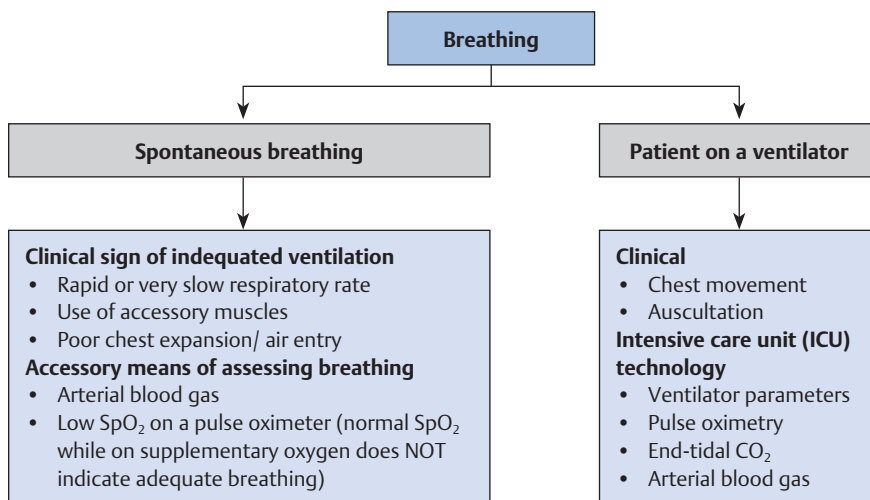 Breathing
Spontaneous breathing
Patient on a ventilator
Clinical sign of indequated ventilation
• Rapid or very slow respiratory rate
• Use of accessory muscles
• Poor chest expansion/ air entry
Accessory means of assessing breathing
• Arterial blood gas
• Low SpO₂ on a pulse oximeter (normal SpO₂
while on supplementary oxygen does NOT
indicate adequate breathing)
Clinical
• Chest movement
• Auscultation
Intensive care unit (ICU)
technology
• Ventilator parameters
• Pulse oximetry
• End-tidal CO₂
• Arterial blood gas